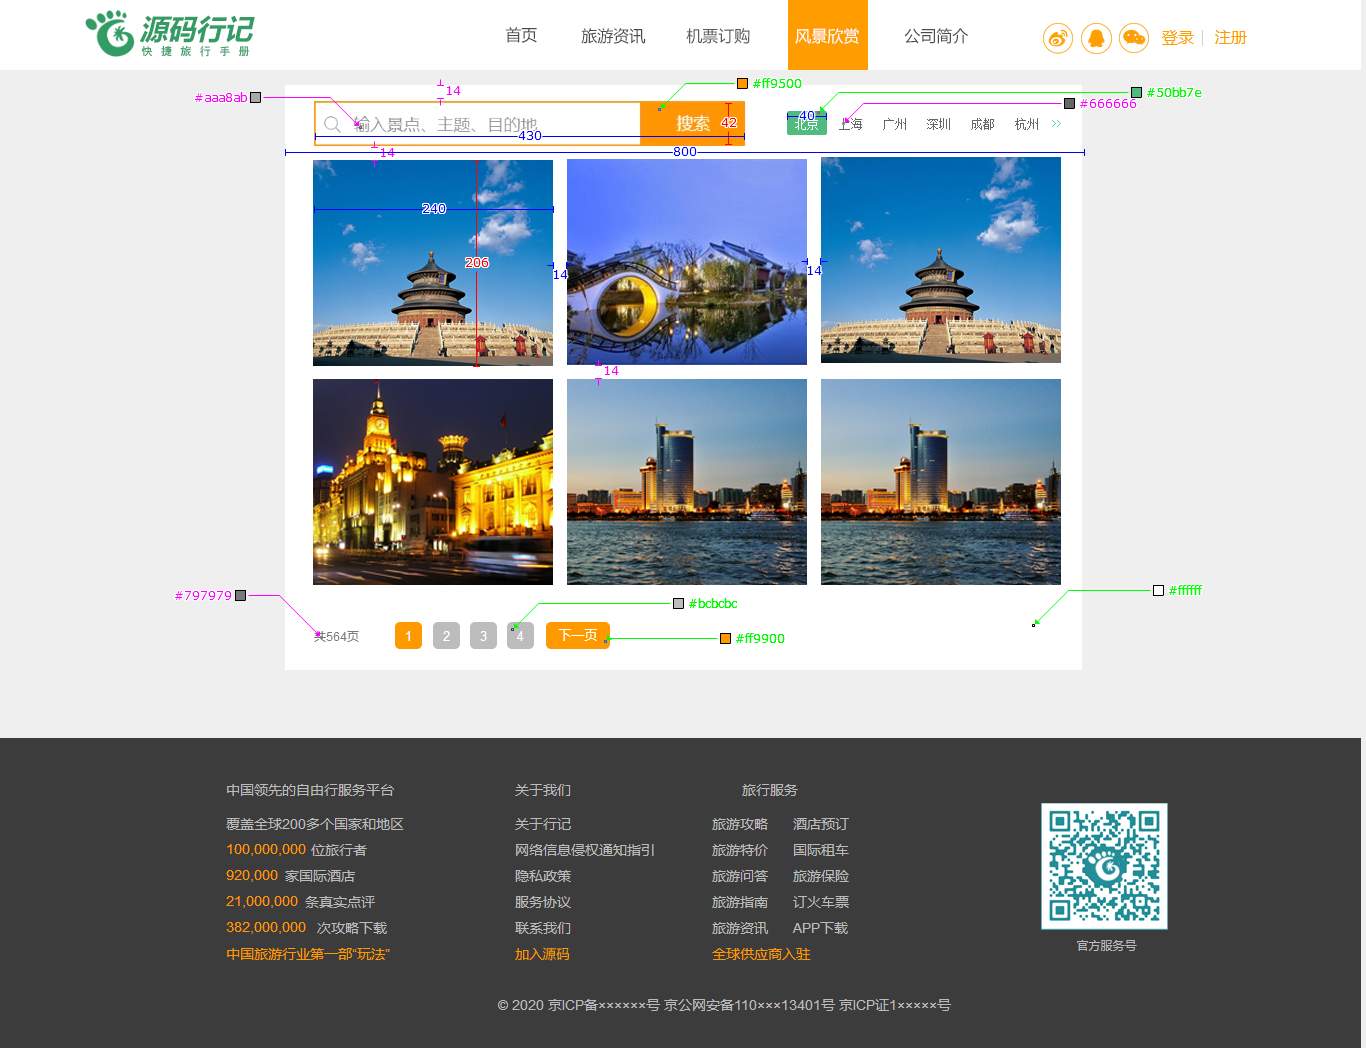 源码行记
快捷旅行手册
首页 旅游资讯 机票订购 风景欣赏 公司简介
登录 | 注册
#aaa8ab
14
#ff9500
#50bb7e
#666666
输入景点、主题、目的地
搜索
42
430
40
北京 上海 广州 深圳 成都 杭州 >>
14
800
240
206
14
14
14
#797979
#bcbcbc
#ffffff
共564页 1 2 3 4 下一页
#ff9900
中国领先的自由行服务平台
覆盖全球200多个国家和地区
100,000,000 位旅行者
920,000 家国际酒店
21,000,000 条真实点评
382,000,000 次攻略下载
中国旅游行业第一部“玩法”
关于我们
关于行记
网络信息侵权通知指引
隐私政策
服务协议
联系我们
加入源码
旅行服务
旅游攻略 酒店预订
旅游特价 国际租车
旅游问答 旅游保险
旅游指南 订火车票
旅游资讯 APP下载
全球供应商入驻
官方服务号
© 2020 京ICP备××××××号 京公网安备110×××13401号 京ICP证1×××××号